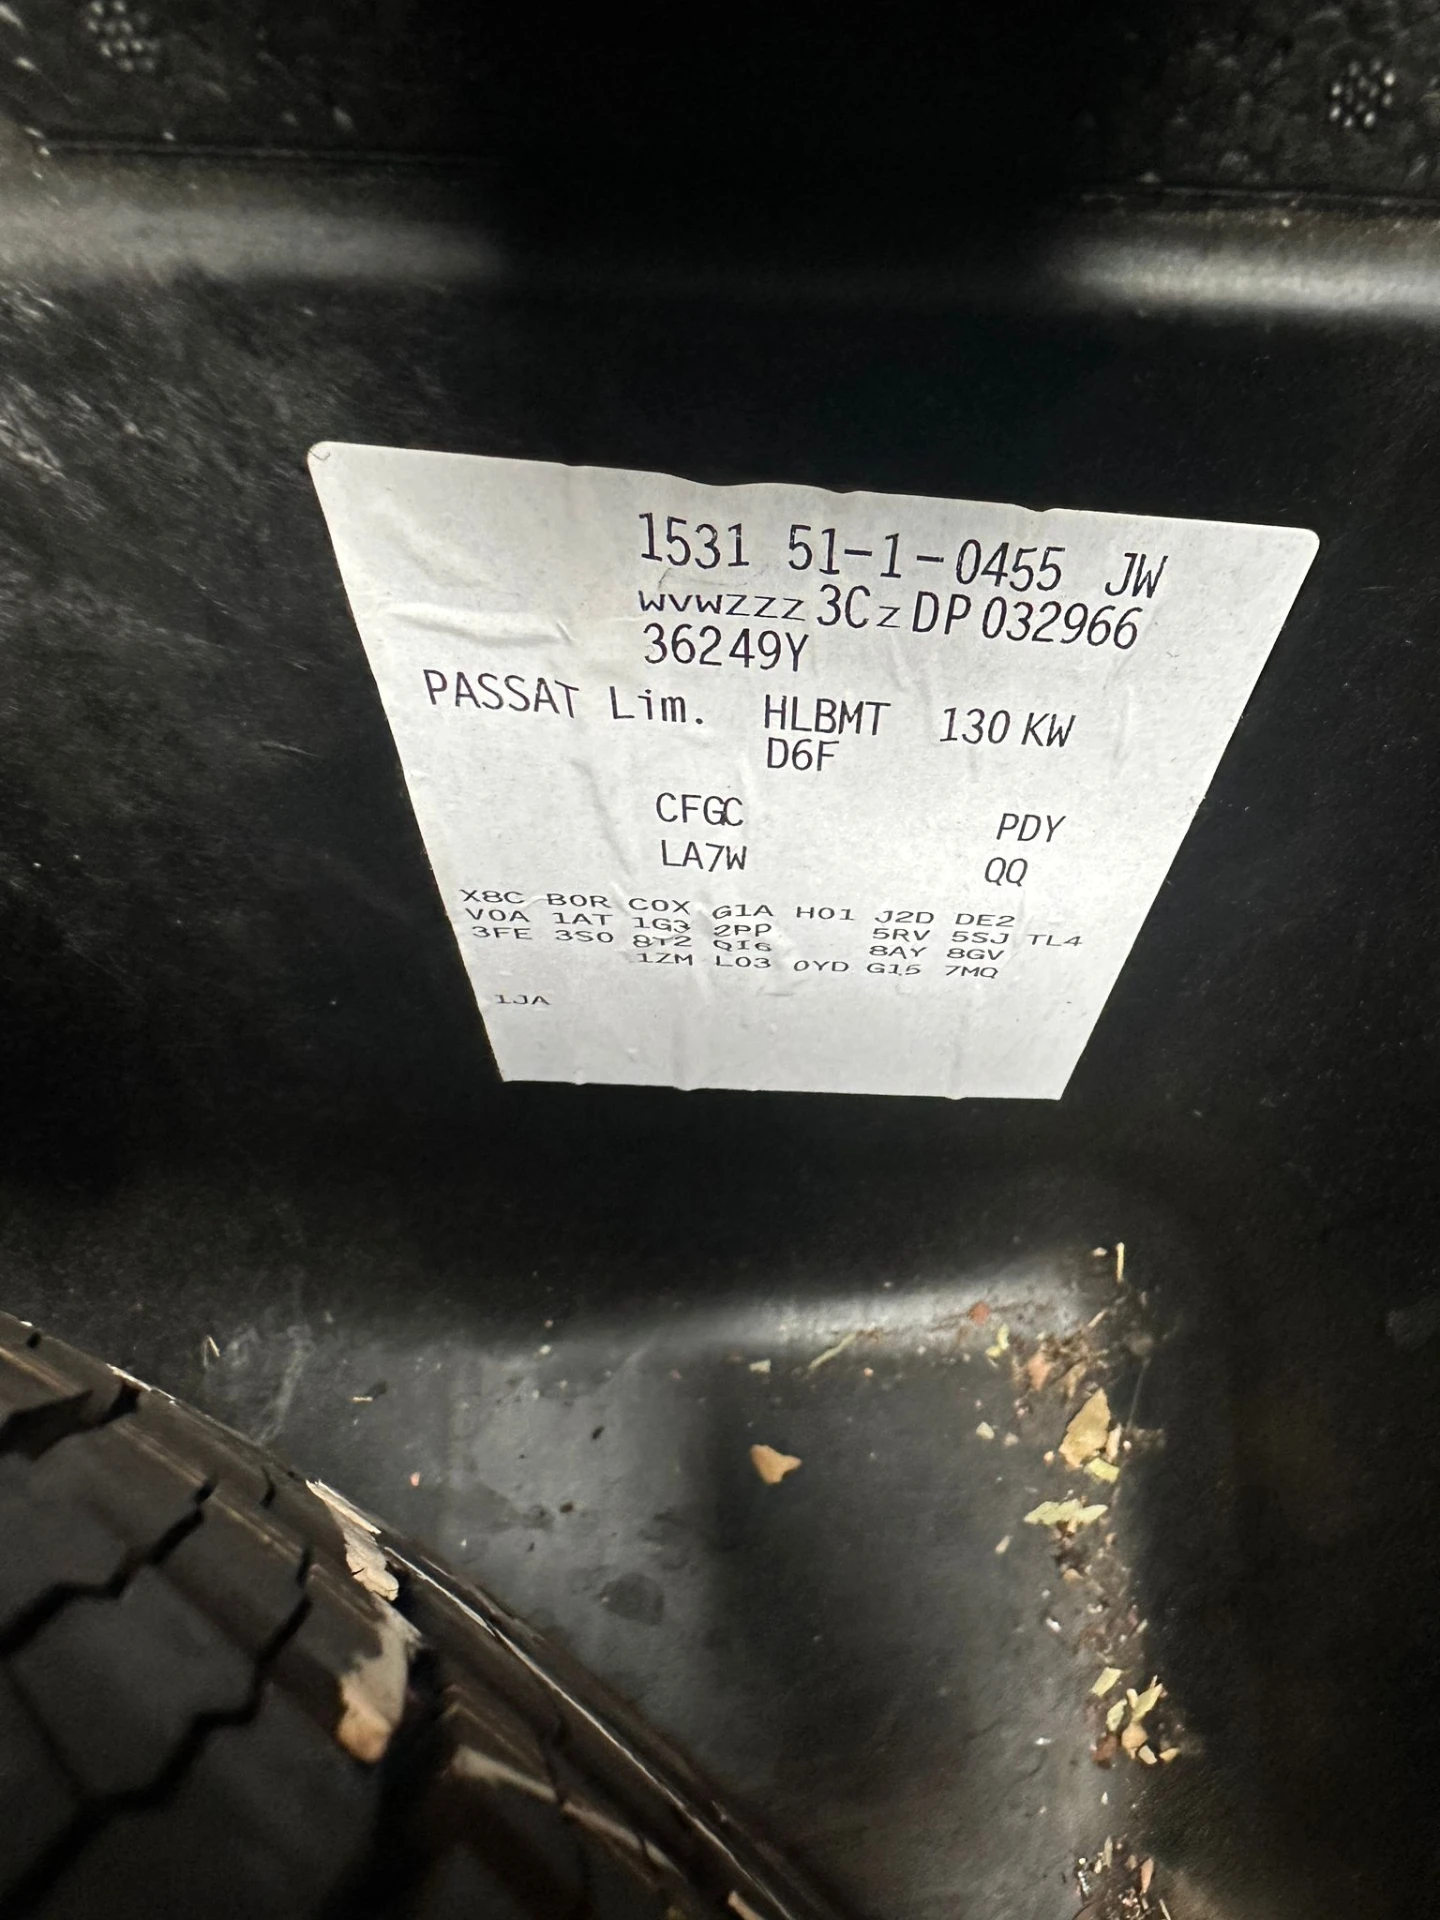 1531 51-1-0455 JW
WVWZZZ3CZDP032966
36249Y
PASSAT Lim. HLBMT 130 KW
D6F
CFGC PDY
LA7W QQ
X8C B0R C0X G1A H01 J2D DE2
V0A 1AT 1G3 2PP 5RV 5SJ TL4
3FE 3S0 8T2 QI6 8AY 8GV
1ZM L03 0YD G15 7MQ
1JA